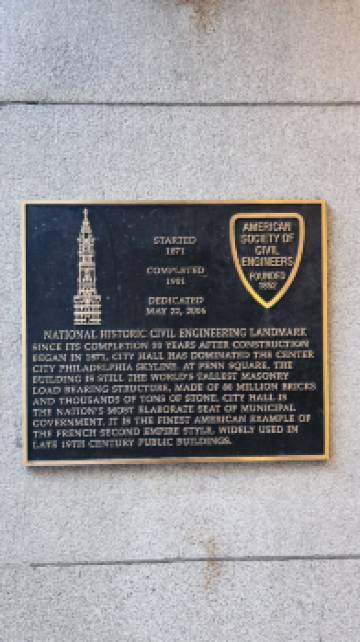 STARTED
1871
COMPLETED
1901
DEDICATED
MAY 22, 2006
AMERICAN
SOCIETY OF
CIVIL
ENGINEERS
FOUNDED
1852
NATIONAL HISTORIC CIVIL ENGINEERING LANDMARK
SINCE ITS COMPLETION 30 YEARS AFTER CONSTRUCTION
BEGAN IN 1871, CITY HALL HAS DOMINATED THE CENTER
CITY PHILADELPHIA SKYLINE. AT PENN SQUARE, THE
BUILDING IS STILL THE WORLD'S TALLEST MASONRY
LOAD BEARING STRUCTURE, MADE OF 88 MILLION BRICKS
AND THOUSANDS OF TONS OF STONE. CITY HALL IS
THE NATION'S MOST ELABORATE SEAT OF MUNICIPAL
GOVERNMENT. IT IS THE FINEST AMERICAN EXAMPLE OF
THE FRENCH SECOND EMPIRE STYLE, WIDELY USED IN
LATE 19TH CENTURY PUBLIC BUILDINGS.